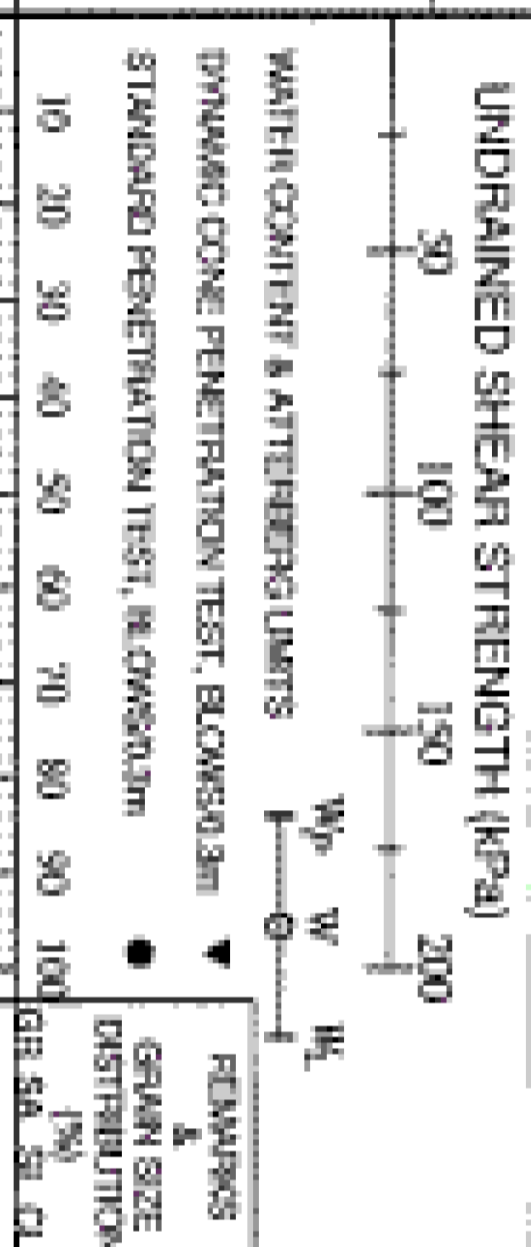 UNDRAINED SHEAR STRENGTH (kPa)
50 100 150 200
Wp W WL
WATER CONTENT & ATTERBERG LIMITS
DYNAMIC CONE PENETRATION TEST, BLOWS/0.3m
STANDARD PENETRATION TEST, BLOWS/0.3m
10 20 30 40 50 60 70 80 90 100
REMARKS
&
GRAIN SIZE
DISTRIBUTION
(%)
GR SA SI CL